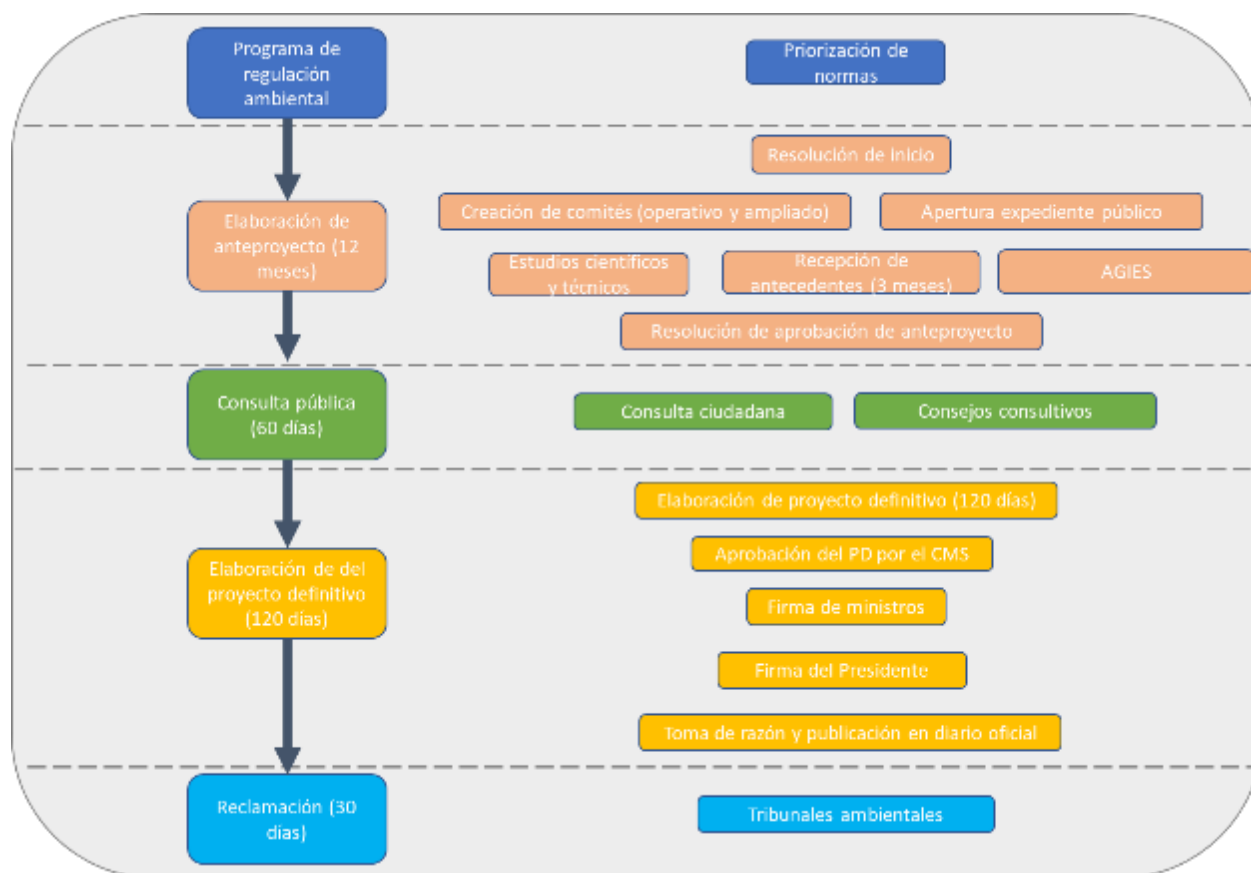 Programa de
regulación
ambiental
Priorización de
normas
Resolución de inicio
Elaboración de
anteproyecto (12
meses)
Creación de comités (operativo y ampliado)
Apertura expediente público
Estudios científicos
y técnicos
Recepción de
antecedentes (3 meses)
AGIES
Resolución de aprobación de anteproyecto
Consulta pública
(60 días)
Consulta ciudadana
Consejos consultivos
Elaboración de proyecto definitivo (120 días)
Elaboración de del
proyecto definitivo
(120 días)
Aprobación del PD por el CMS
Firma de ministros
Firma del Presidente
Toma de razón y publicación en diario oficial
Reclamación (30
días)
Tribunales ambientales